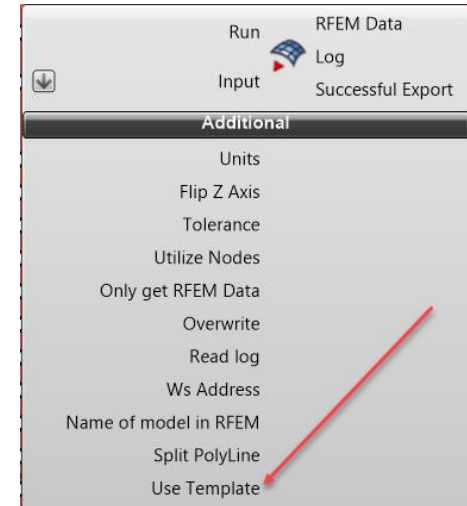 Run
RFEM Data
Log
Input
Successful Export
Additional
Units
Flip Z Axis
Tolerance
Utilize Nodes
Only get RFEM Data
Overwrite
Read log
Ws Address
Name of model in RFEM
Split PolyLine
Use Template